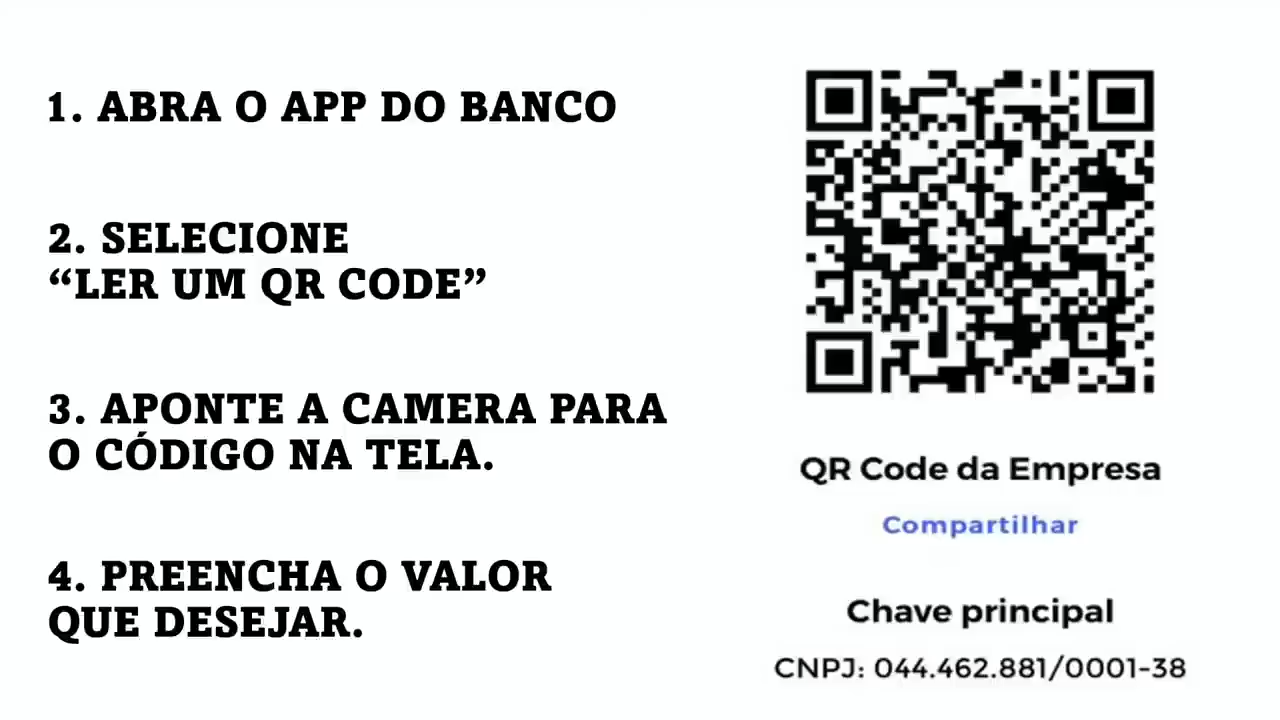 1. ABRA O APP DO BANCO
2. SELECIONE
“LER UM QR CODE”
3. APONTE A CAMERA PARA
O CÓDIGO NA TELA.
4. PREENCHA O VALOR
QUE DESEJAR.
QR Code da Empresa
Compartilhar
Chave principal
CNPJ: 044.462.881/0001-38